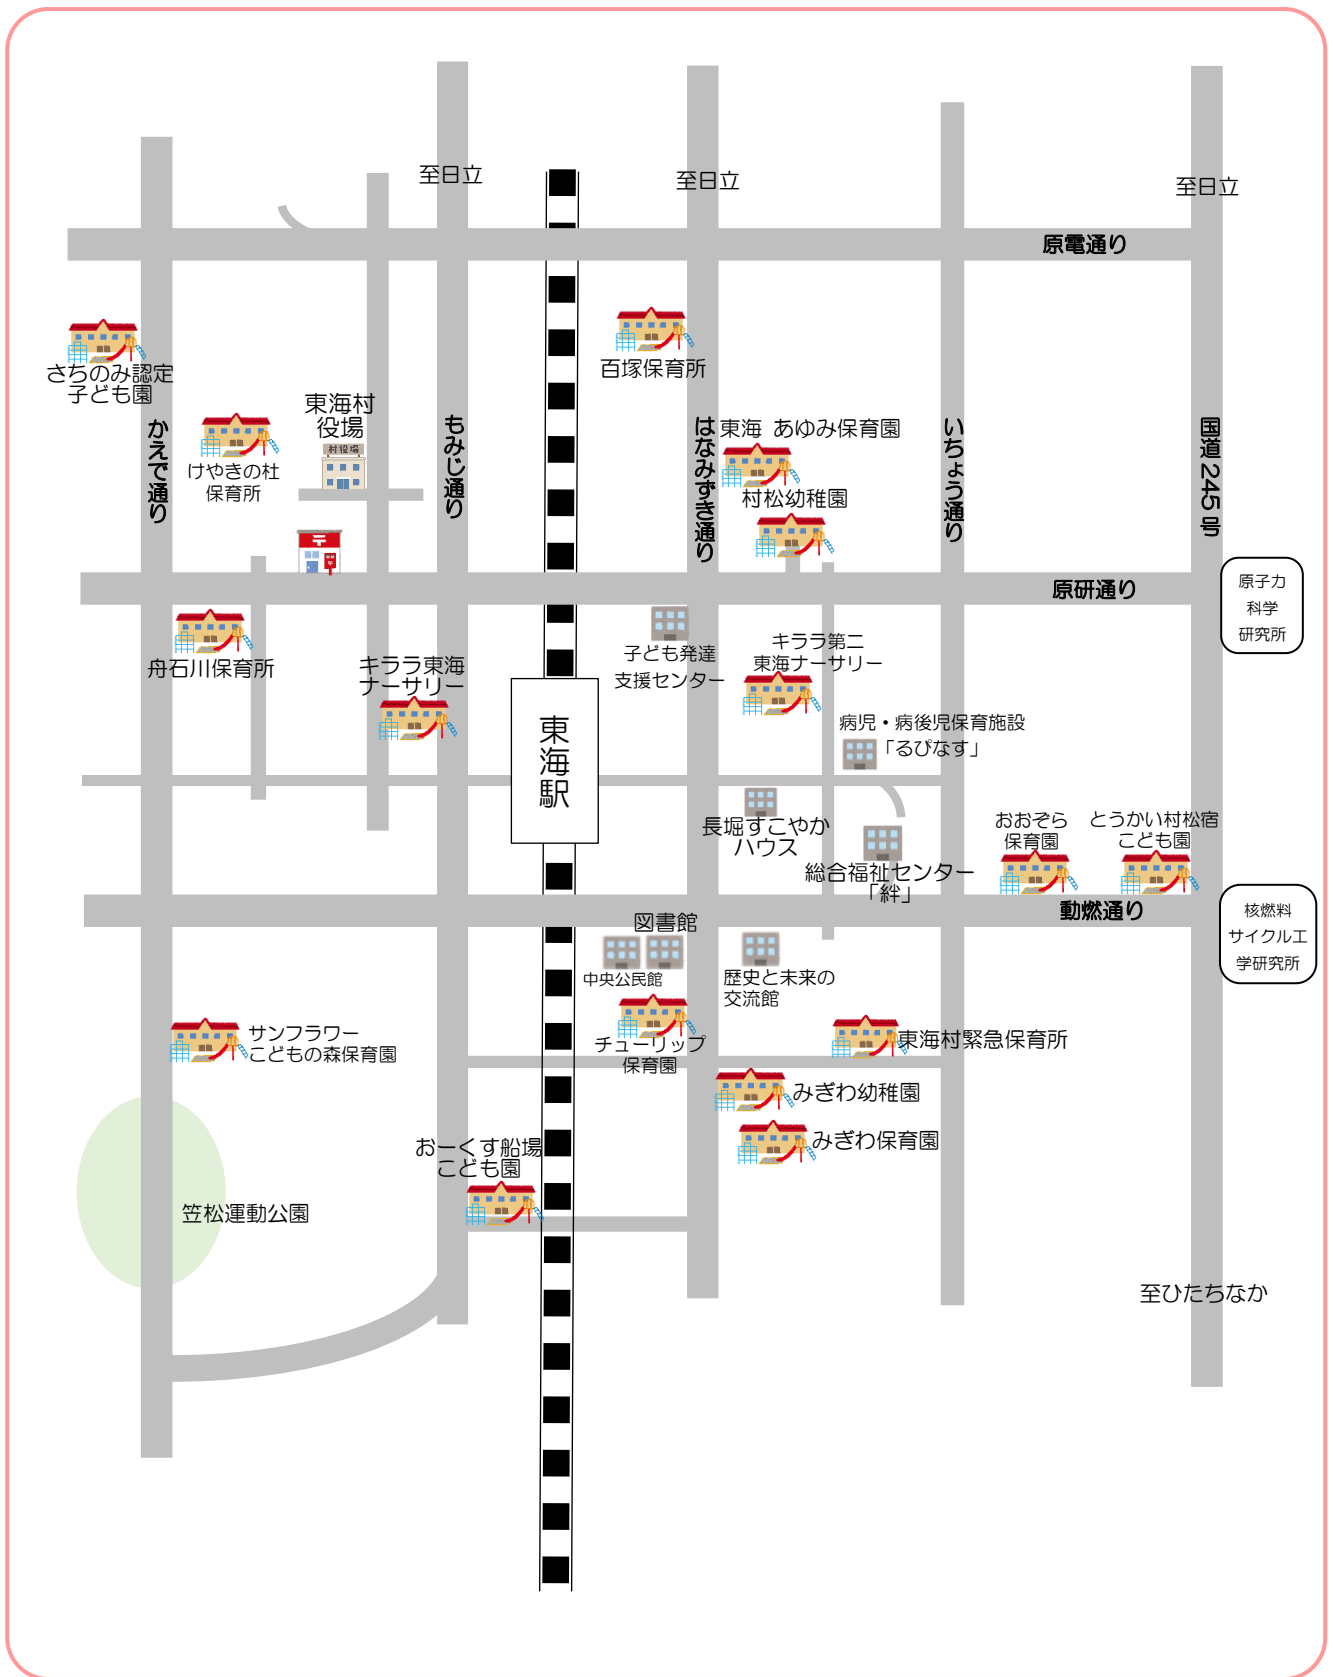 至日立
至日立
至日立
原電通り
さちのみ認定
子ども園
百塚保育所
東海村
役場
村役場
けやきの杜
保育所
かえで通り
もみじ通り
はなみずき通り
東海 あゆみ保育園
村松幼稚園
いちょう通り
国道245号
原研通り
原子力
科学
研究所
舟石川保育所
キララ東海
ナーサリー
子ども発達
支援センター
キララ第二
東海ナーサリー
東海駅
病児・病後児保育施設
「るぴなす」
長堀すこやか
ハウス
総合福祉センター
「絆」
おおぞら
保育園
とうかい村松宿
こども園
動燃通り
核燃料
サイクル工
学研究所
図書館
中央公民館
歴史と未来の
交流館
チューリップ
保育園
サンフラワー
こどもの森保育園
東海村緊急保育所
みぎわ幼稚園
みぎわ保育園
おーくす船場
こども園
笠松運動公園
至ひたちなか